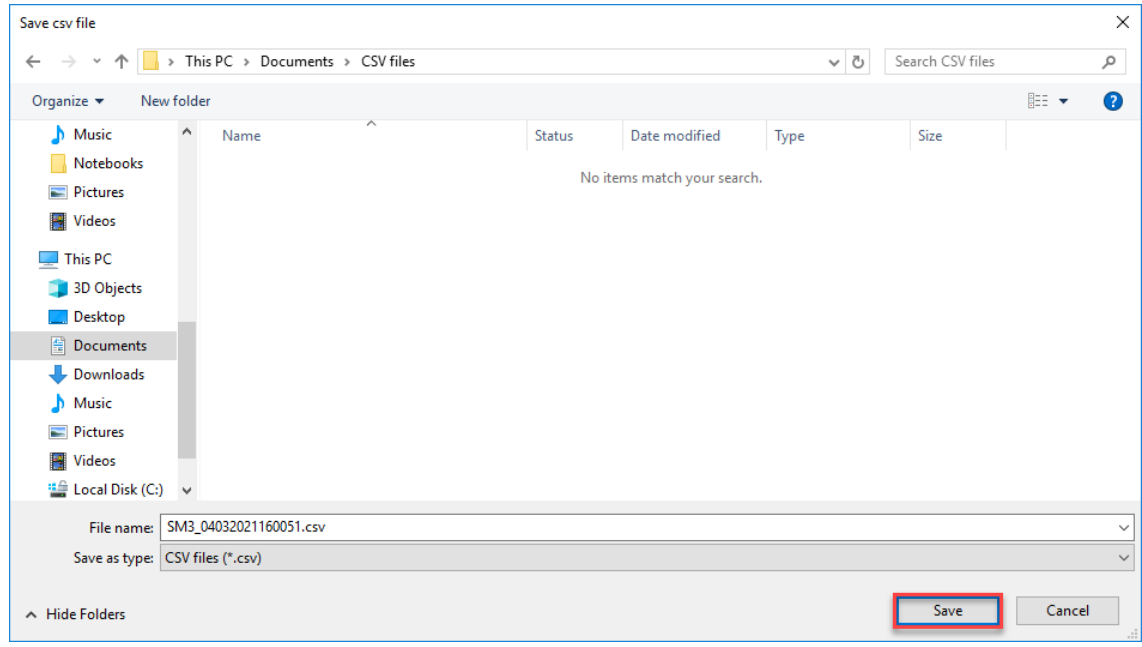 Save csv file
This PC > Documents > CSV files
Search CSV files
Organize
New folder
?
Name
Status
Date modified
Type
Size
Music
Notebooks
Pictures
Videos
This PC
3D Objects
Desktop
Documents
Downloads
Music
Pictures
Videos
Local Disk (C:)
No items match your search.
File name: SM3_04032021160051.csv
Save as type: CSV files (*.csv)
Hide Folders
Save
Cancel